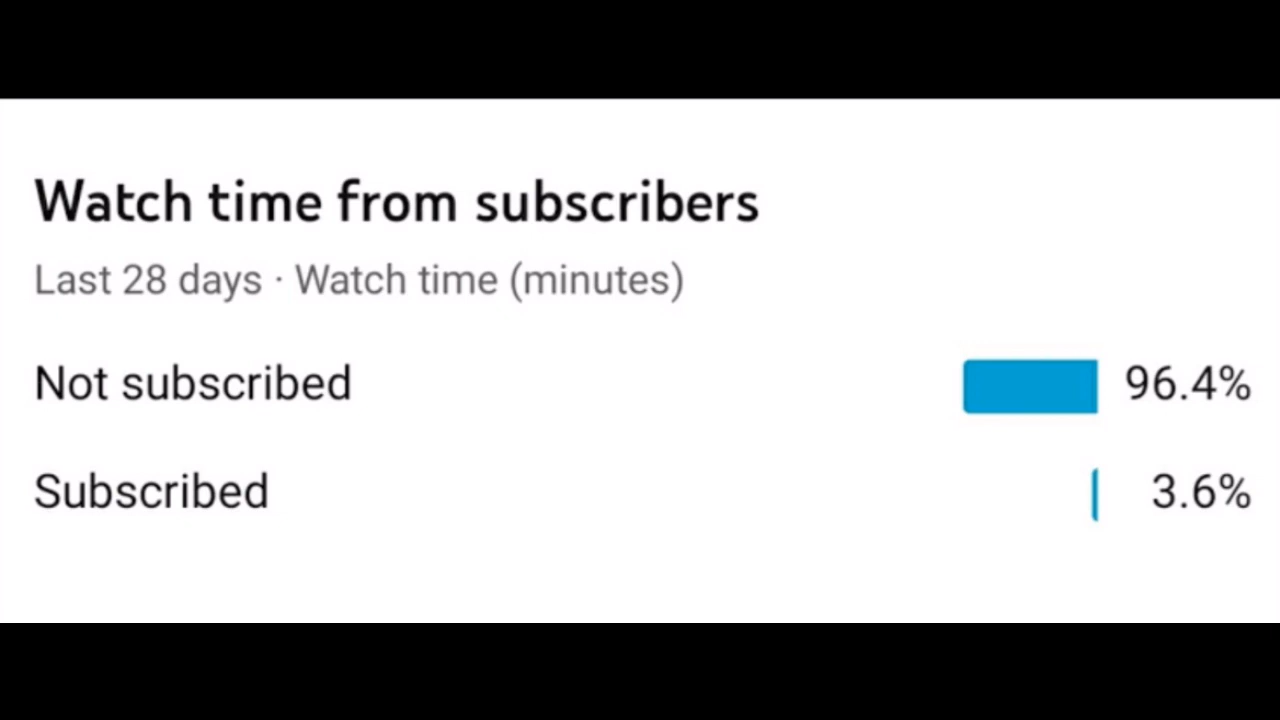 Watch time from subscribers
Last 28 days · Watch time (minutes)
Not subscribed 96.4%
Subscribed 3.6%